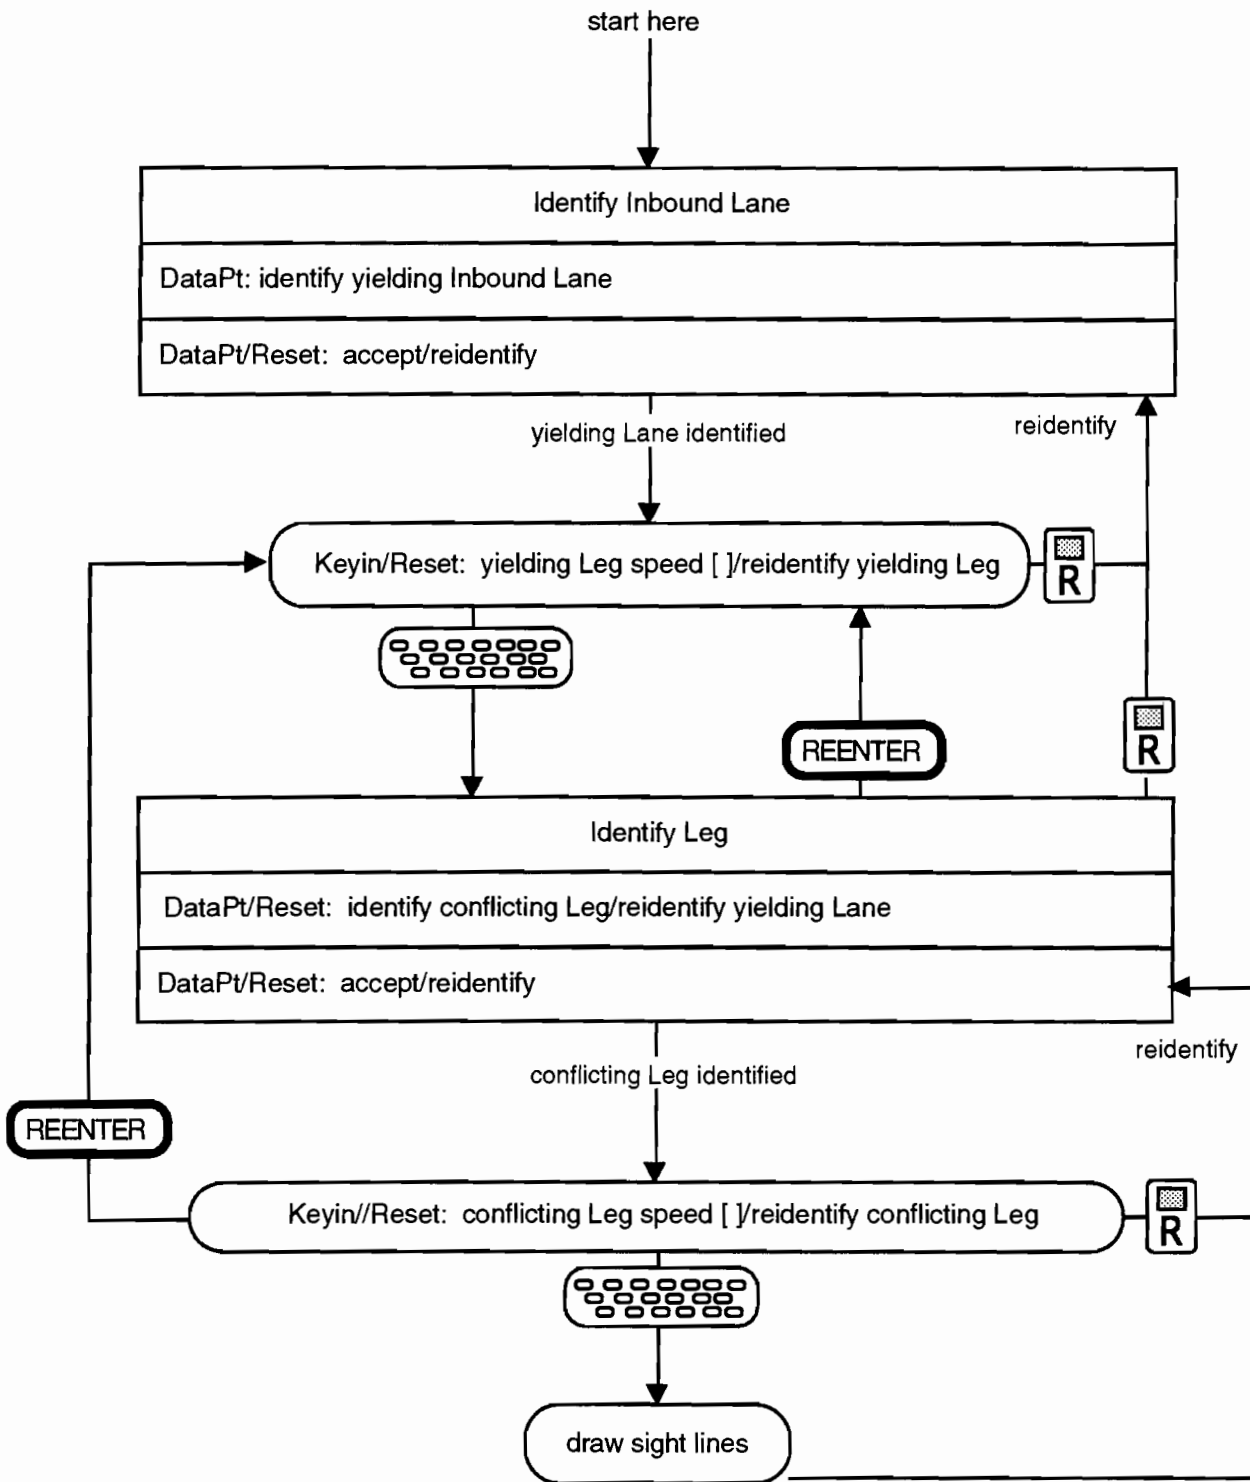 start here
Identify Inbound Lane
DataPt: identify yielding Inbound Lane
DataPt/Reset: accept/reidentify
yielding Lane identified
reidentify
Keyin/Reset: yielding Leg speed [ ]/reidentify yielding Leg
R
REENTER
R
Identify Leg
DataPt/Reset: identify conflicting Leg/reidentify yielding Lane
DataPt/Reset: accept/reidentify
reidentify
conflicting Leg identified
REENTER
Keyin//Reset: conflicting Leg speed [ ]/reidentify conflicting Leg
R
draw sight lines